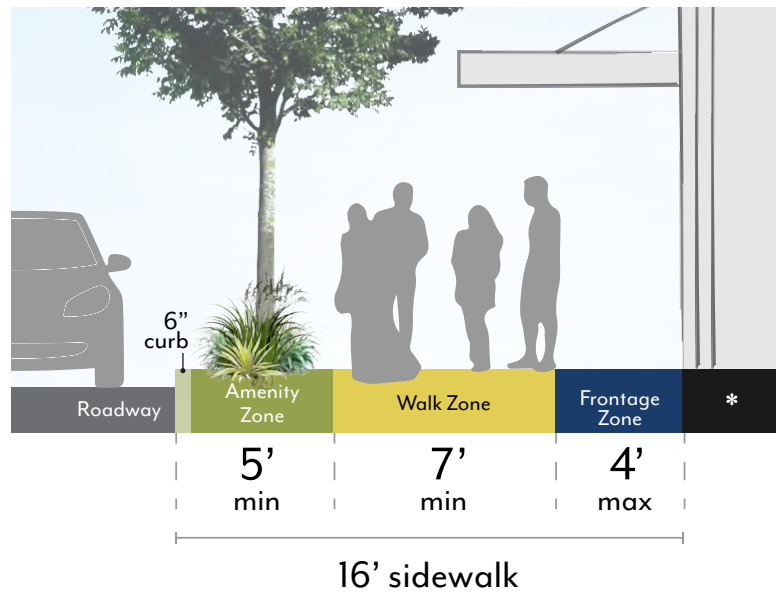 6”
curb
Roadway
Amenity
Zone
Walk Zone
Frontage
Zone
*
5’
min
7’
min
4’
max
16’ sidewalk